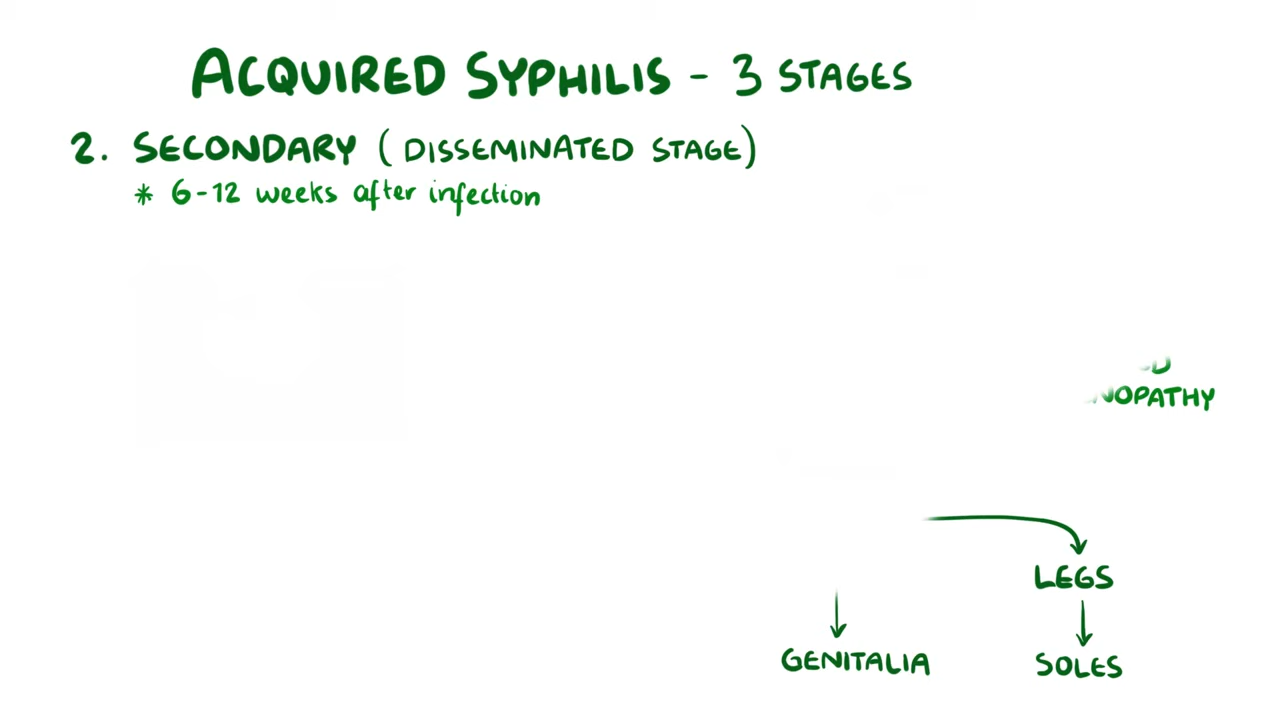 ACQUIRED SYPHILIS - 3 STAGES
2. SECONDARY (DISSEMINATED STAGE)
* 6-12 weeks after infection
LEGS
GENITALIA
SOLES